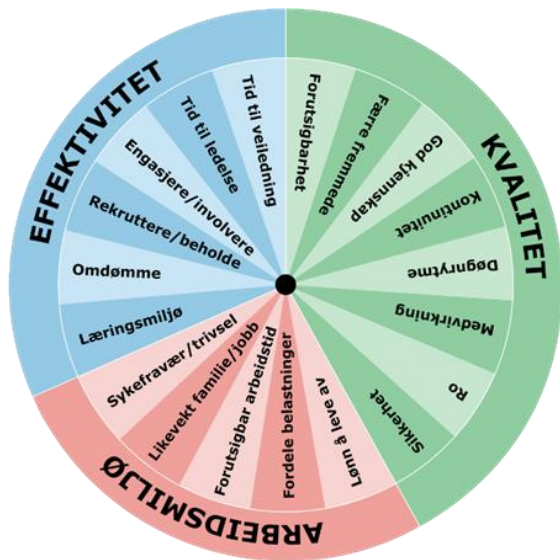 EFFEKTIVITET
Læringsmiljø
Omdømme
Rekruttere/beholde
Engasjere/involvere
Tid til ledelse
Tid til veiledning
KVALITET
Forutsigbarhet
Færre fremmede
God kjennskap
Kontinuitet
Døgnrytme
Medvirkning
Ro
Sikkerhet
ARBEIDSMILJØ
Lønn å leve av
Fordele belastninger
Forutsigbar arbeidstid
Likevekt familie/jobb
Sykefravær/trivsel